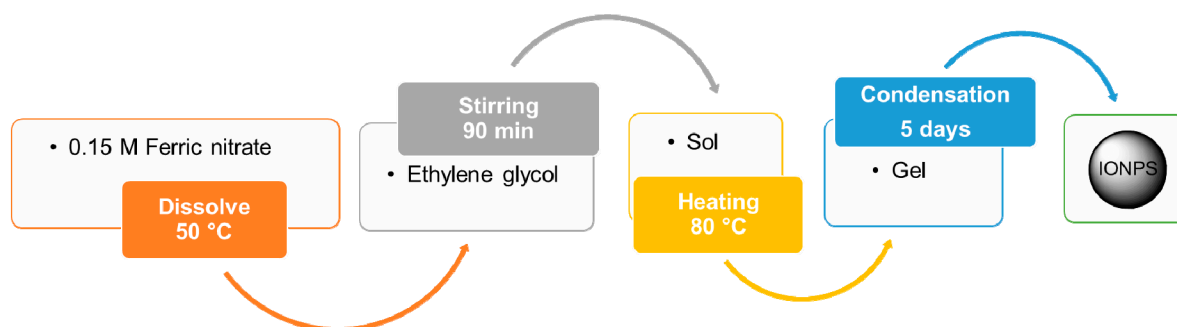 • 0.15 M Ferric nitrate
Dissolve
50 °C
Stirring
90 min
• Ethylene glycol
• Sol
Heating
80 °C
Condensation
5 days
• Gel
IONPS